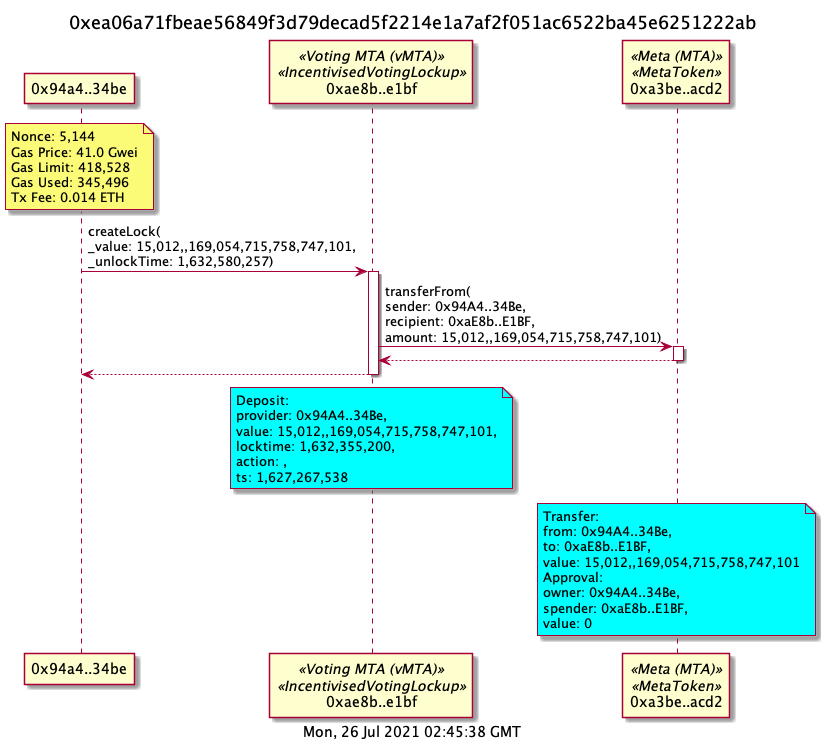 0xea06a71fbeae56849f3d79decad5f2214e1a7af2f051ac6522ba45e6251222ab
«Voting MTA (vMTA)»
«IncentivisedVotingLockup»
0xae8b..e1bf
«Meta (MTA)»
«MetaToken»
0xa3be..acd2
0x94a4..34be
Nonce: 5,144
Gas Price: 41.0 Gwei
Gas Limit: 418,528
Gas Used: 345,496
Tx Fee: 0.014 ETH
createLock(
_value: 15,012,,169,054,715,758,747,101,
_unlockTime: 1,632,580,257)
transferFrom(
sender: 0x94A4..34Be,
recipient: 0xaE8b..E1BF,
amount: 15,012,,169,054,715,758,747,101)
Deposit:
provider: 0x94A4..34Be,
value: 15,012,,169,054,715,758,747,101,
locktime: 1,632,355,200,
action: ,
ts: 1,627,267,538
Transfer:
from: 0x94A4..34Be,
to: 0xaE8b..E1BF,
value: 15,012,,169,054,715,758,747,101
Approval:
owner: 0x94A4..34Be,
spender: 0xaE8b..E1BF,
value: 0
0x94a4..34be
«Voting MTA (vMTA)»
«IncentivisedVotingLockup»
0xae8b..e1bf
«Meta (MTA)»
«MetaToken»
0xa3be..acd2
Mon, 26 Jul 2021 02:45:38 GMT